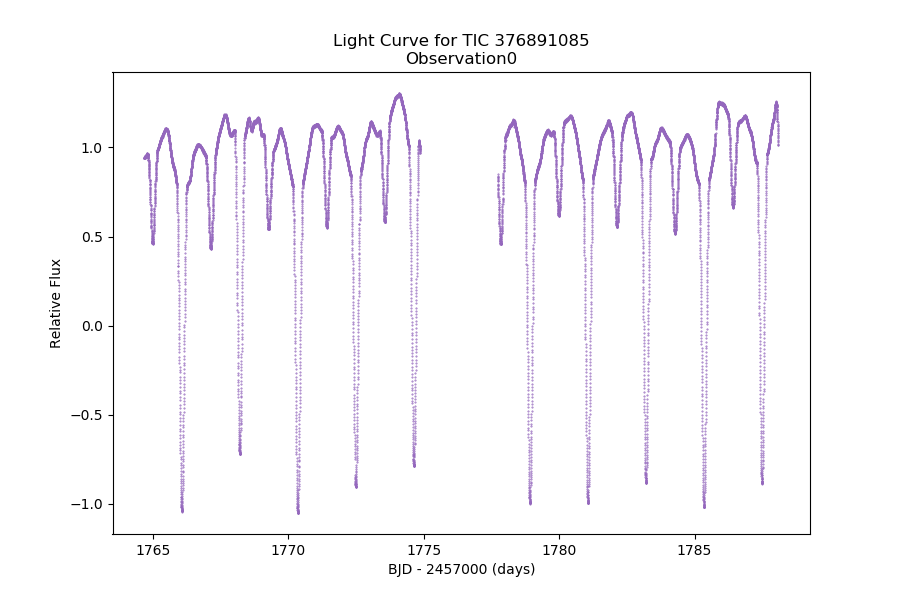 Light Curve for TIC 376891085
Observation0
Relative Flux
1.0
0.5
0.0
−0.5
−1.0
1765
1770
1775
1780
1785
BJD - 2457000 (days)